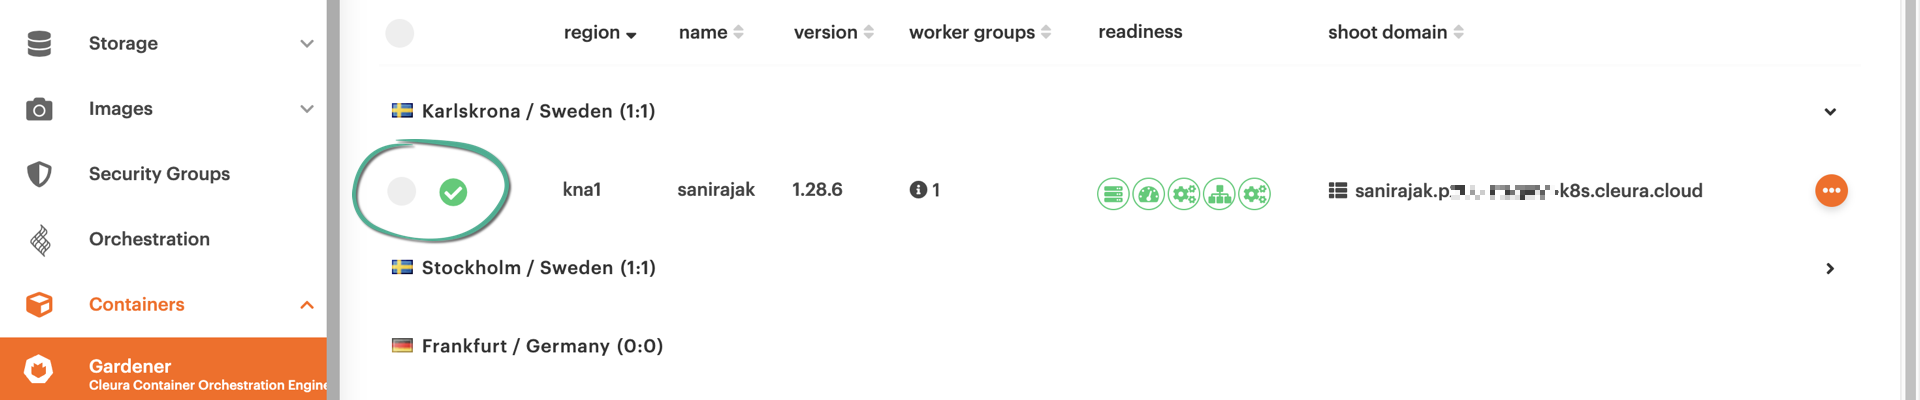 Storage
Images
Security Groups
Orchestration
Containers
Gardener
Cleura Container Orchestration Engine
region name version worker groups readiness shoot domain
Karlskrona / Sweden (1:1)
kna1 sanirajak 1.28.6 1 sanirajak.p k8s.cleura.cloud
Stockholm / Sweden (1:1)
Frankfurt / Germany (0:0)